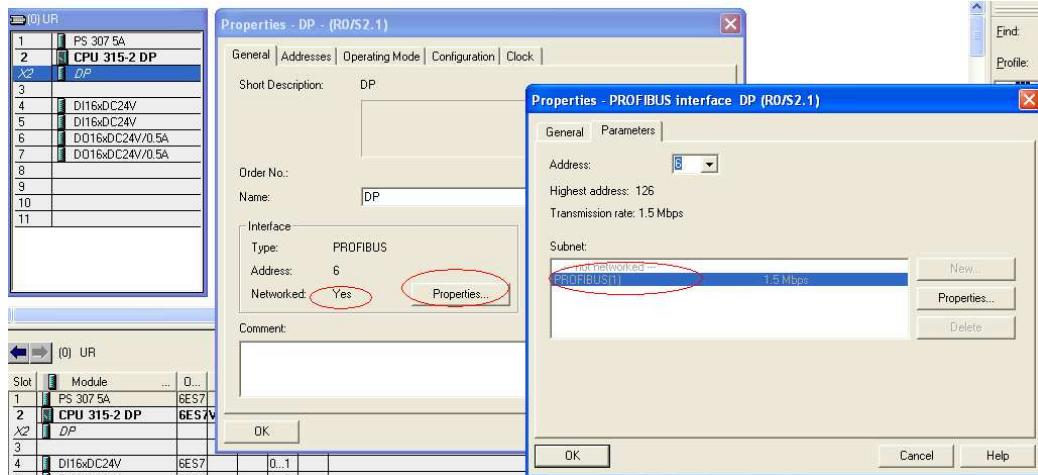 (0) UR
1 PS 307 5A
2 CPU 315-2 DP
X2 DP
3
4 DI16xDC24V
5 DI16xDC24V
6 DO16xDC24V/0.5A
7 DO16xDC24V/0.5A
8
9
10
11
Properties - DP - (R0/S2.1)
General Addresses Operating Mode Configuration Clock
Short Description: DP
Order No.:
Name: DP
Interface
Type: PROFIBUS
Address: 6
Networked: Yes Properties...
Comment:
OK
Properties - PROFIBUS interface DP (R0/S2.1)
General Parameters
Address: 6
Highest address: 126
Transmission rate: 1.5 Mbps
Subnet:
--- not networked ---
PROFIBUS(1) 1.5 Mbps
New...
Properties...
Delete
OK Cancel Help
Find:
Profile:
(0) UR
Slot Module ... O...
1 PS 307 5A 6ES7
2 CPU 315-2 DP 6ES7
X2 DP
3
4 DI16xDC24V 6ES7 0...1